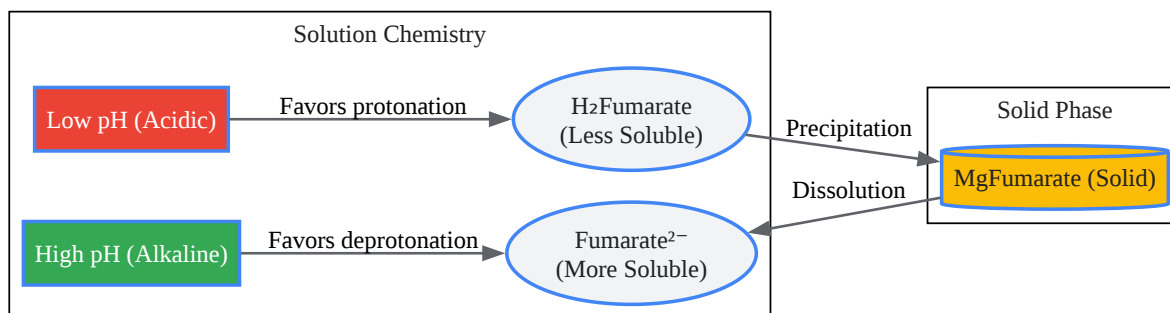 Solution Chemistry
Low pH (Acidic)
Favors protonation
H₂Fumarate
(Less Soluble)
Precipitation
Solid Phase
MgFumarate (Solid)
Dissolution
High pH (Alkaline)
Favors deprotonation
Fumarate²⁻
(More Soluble)